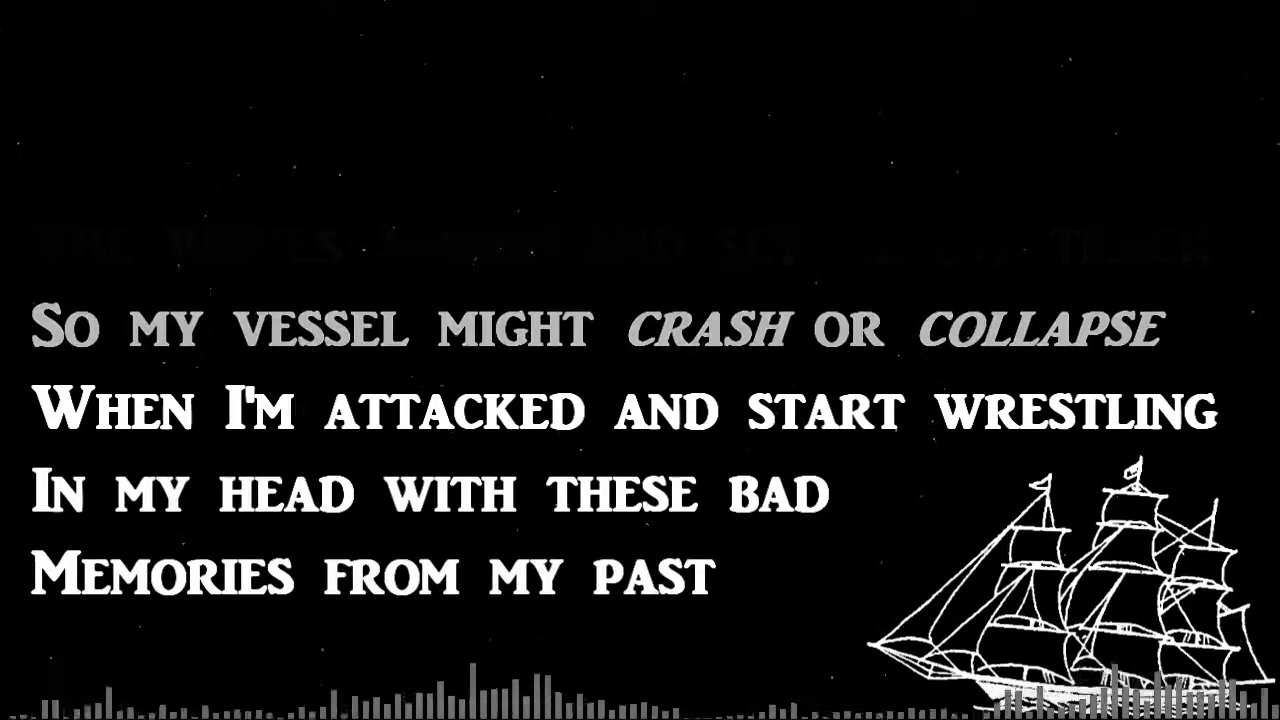 So my vessel might crash or collapse
When I'm attacked and start wrestling
In my head with these bad
Memories from my past